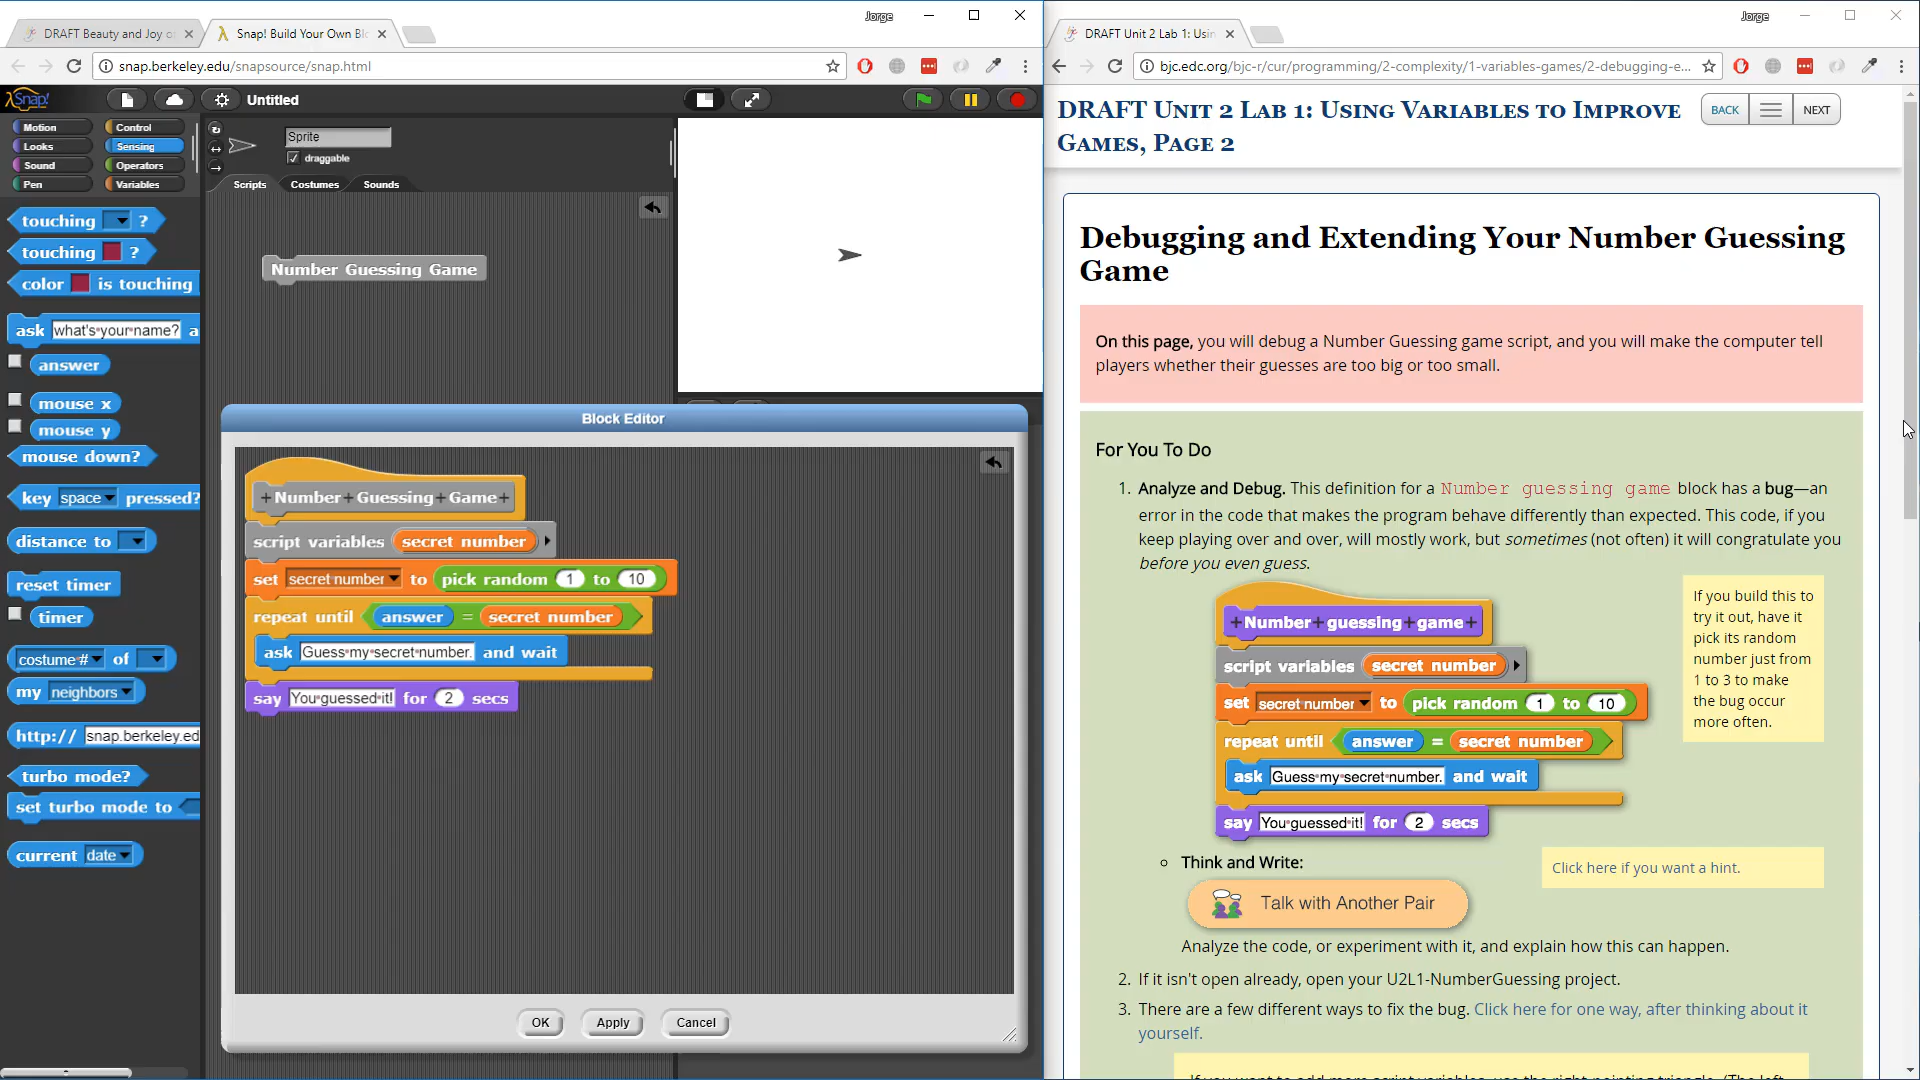 Jorge
DRAFT Beauty and Joy o
Snap! Build Your Own Bl
snap.berkeley.edu/snapsource/snap.html
Snap!
Untitled
Motion
Control
Looks
Sensing
Sound
Operators
Pen
Variables
Sprite
draggable
Scripts
Costumes
Sounds
touching ?
touching ?
color is touching
ask what's your name? a
answer
mouse x
mouse y
mouse down?
key space pressed?
distance to
reset timer
timer
costume # of
my neighbors
http:// snap.berkeley.ed
turbo mode?
set turbo mode to
current date
Number Guessing Game
Block Editor
+Number+Guessing+Game+
script variables secret number
set secret number to pick random 1 to 10
repeat until answer = secret number
ask Guess my secret number. and wait
say You guessed it! for 2 secs
OK
Apply
Cancel
Jorge
DRAFT Unit 2 Lab 1: Usin
bjc.edc.org/bjc-r/cur/programming/2-complexity/1-variables-games/2-debugging-e...
DRAFT Unit 2 Lab 1: Using Variables to Improve
Games, Page 2
BACK
NEXT
Debugging and Extending Your Number Guessing
Game
On this page, you will debug a Number Guessing game script, and you will make the computer tell
players whether their guesses are too big or too small.
For You To Do
1. Analyze and Debug. This definition for a Number guessing game block has a bug—an
error in the code that makes the program behave differently than expected. This code, if you
keep playing over and over, will mostly work, but sometimes (not often) it will congratulate you
before you even guess.
+Number+guessing+game+
script variables secret number
set secret number to pick random 1 to 10
repeat until answer = secret number
ask Guess my secret number. and wait
say You guessed it! for 2 secs
If you build this to
try it out, have it
pick its random
number just from
1 to 3 to make
the bug occur
more often.
Think and Write:
Click here if you want a hint.
Talk with Another Pair
Analyze the code, or experiment with it, and explain how this can happen.
2. If it isn't open already, open your U2L1-NumberGuessing project.
3. There are a few different ways to fix the bug. Click here for one way, after thinking about it
yourself.
If you want to add more script variables, use the right-pointing triangle. (The left